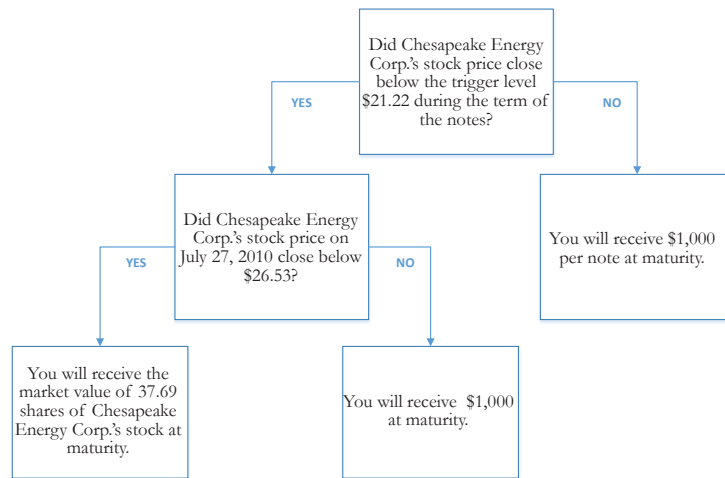 Did Chesapeake Energy
Corp.'s stock price close
below the trigger level
$21.22 during the term of
the notes?
YES
NO
Did Chesapeake Energy
Corp.'s stock price on
July 27, 2010 close below
$26.53?
You will receive $1,000
per note at maturity.
YES
NO
You will receive the
market value of 37.69
shares of Chesapeake
Energy Corp.'s stock at
maturity.
You will receive $1,000
at maturity.